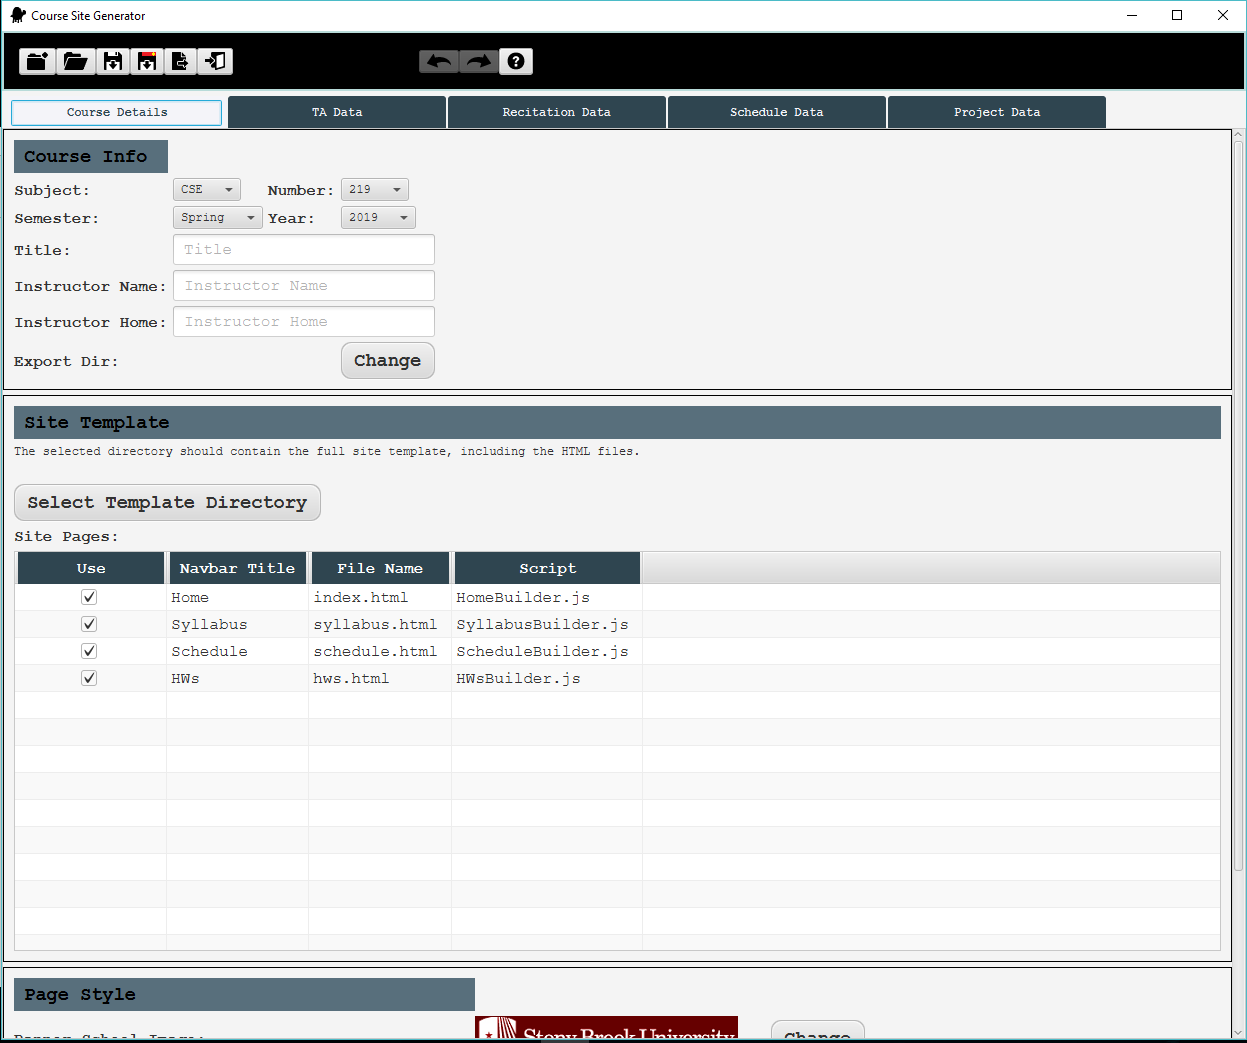 Course Site Generator
Course Details TA Data Recitation Data Schedule Data Project Data
Course Info
Subject: CSE Number: 219
Semester: Spring Year: 2019
Title: Title
Instructor Name: Instructor Name
Instructor Home: Instructor Home
Export Dir: Change
Site Template
The selected directory should contain the full site template, including the HTML files.
Select Template Directory
Site Pages:
Use Navbar Title File Name Script
Home index.html HomeBuilder.js
Syllabus syllabus.html SyllabusBuilder.js
Schedule schedule.html ScheduleBuilder.js
HWs hws.html HWsBuilder.js
Page Style
Banner School Image: Stony Brook University Change